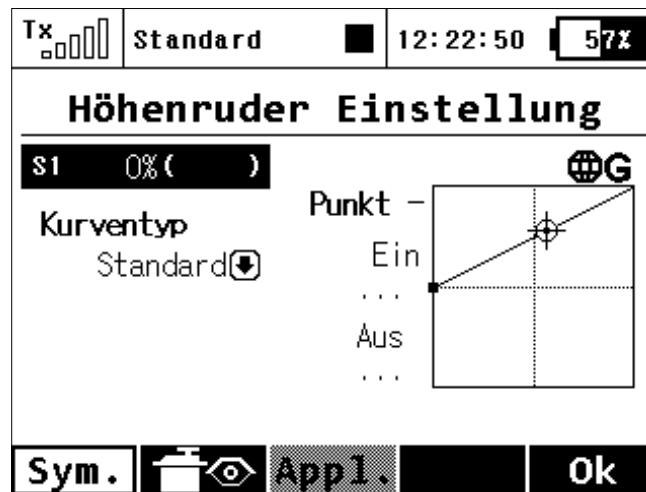 Tx Standard 12:22:50 57%
Höhenruder Einstellung
S1 0% ( )
G
Punkt -
Kurventyp
Ein
Standard
...
Aus
...
Sym. Appl. Ok